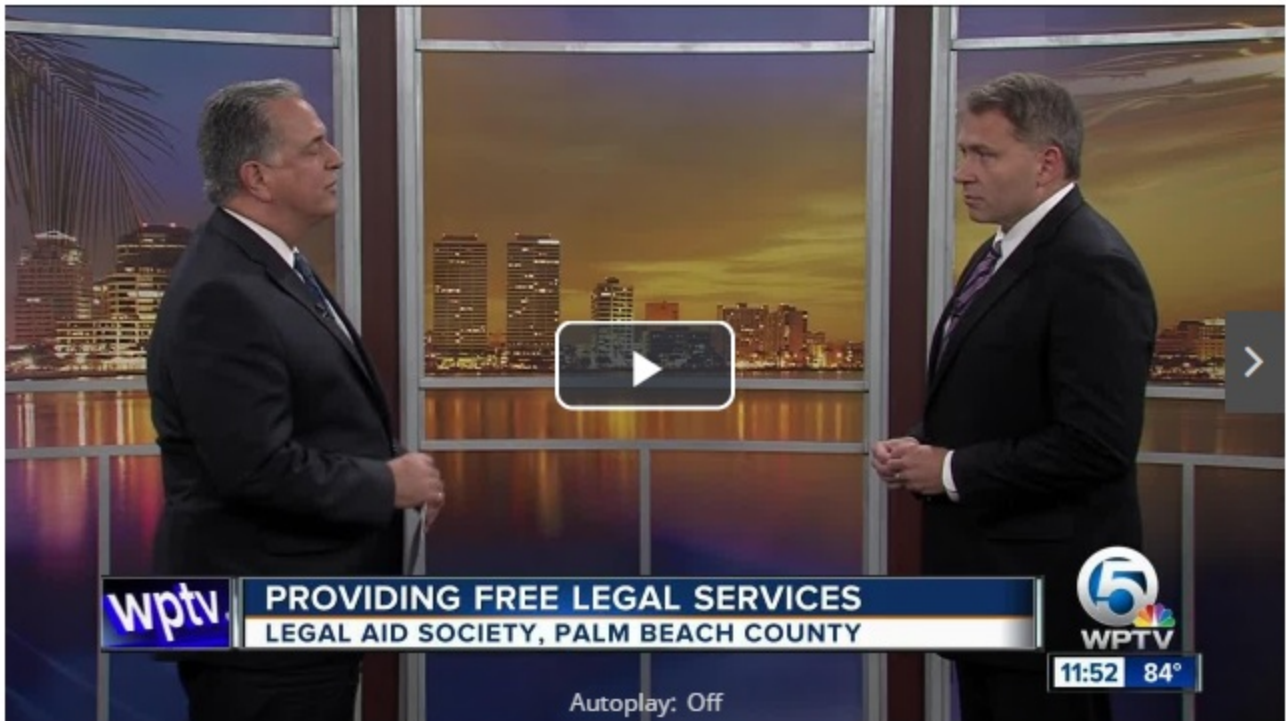 wptv.
PROVIDING FREE LEGAL SERVICES
LEGAL AID SOCIETY, PALM BEACH COUNTY
5
WPTV
11:52 84°
Autoplay: Off